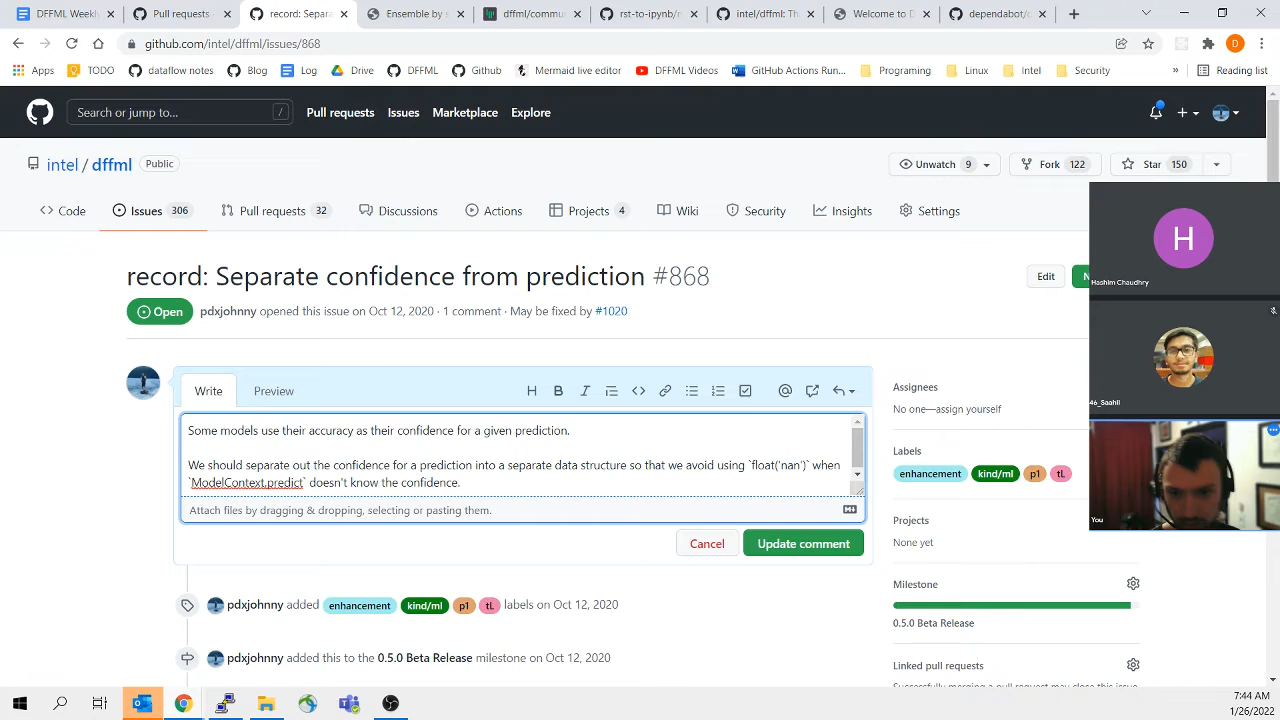 DFFML Weekly
Pull requests ·
record: Separa
Ensemble by s
dffml/commun
rst-to-ipynb/m
intel/dffml: Th
Welcome to D
dependabot/c
github.com/intel/dffml/issues/868
Apps
TODO
dataflow notes
Blog
Log
Drive
DFFML
Github
Mermaid live editor
DFFML Videos
GitHub Actions Run...
Programing
Linux
Intel
Security
»
Reading list
Search or jump to...
/
Pull requests
Issues
Marketplace
Explore
intel / dffml
Public
Unwatch 9
Fork 122
Star 150
Code
Issues 306
Pull requests 32
Discussions
Actions
Projects 4
Wiki
Security
Insights
Settings
record: Separate confidence from prediction #868
Edit
N
Open
pdxjohnny opened this issue on Oct 12, 2020 · 1 comment · May be fixed by #1020
Write
Preview
Some models use their accuracy as their confidence for a given prediction.
We should separate out the confidence for a prediction into a separate data structure so that we avoid using `float('nan')` when
`ModelContext.predict` doesn't know the confidence.
Attach files by dragging & dropping, selecting or pasting them.
Cancel
Update comment
pdxjohnny added enhancement kind/ml p1 tL labels on Oct 12, 2020
pdxjohnny added this to the 0.5.0 Beta Release milestone on Oct 12, 2020
Assignees
No one—assign yourself
Labels
enhancement kind/ml p1 tL
Projects
None yet
Milestone
0.5.0 Beta Release
Linked pull requests
Successfully merging a pull request may close this issue
H
Hashim Chaudhry
46_Saahil
You
7:44 AM
1/26/2022